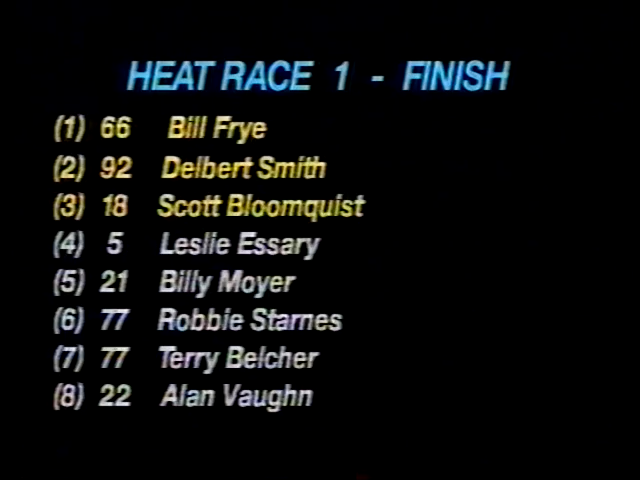 HEAT RACE 1 - FINISH
(1) 66 Bill Frye
(2) 92 Delbert Smith
(3) 18 Scott Bloomquist
(4) 5 Leslie Essary
(5) 21 Billy Moyer
(6) 77 Robbie Starnes
(7) 77 Terry Belcher
(8) 22 Alan Vaughn